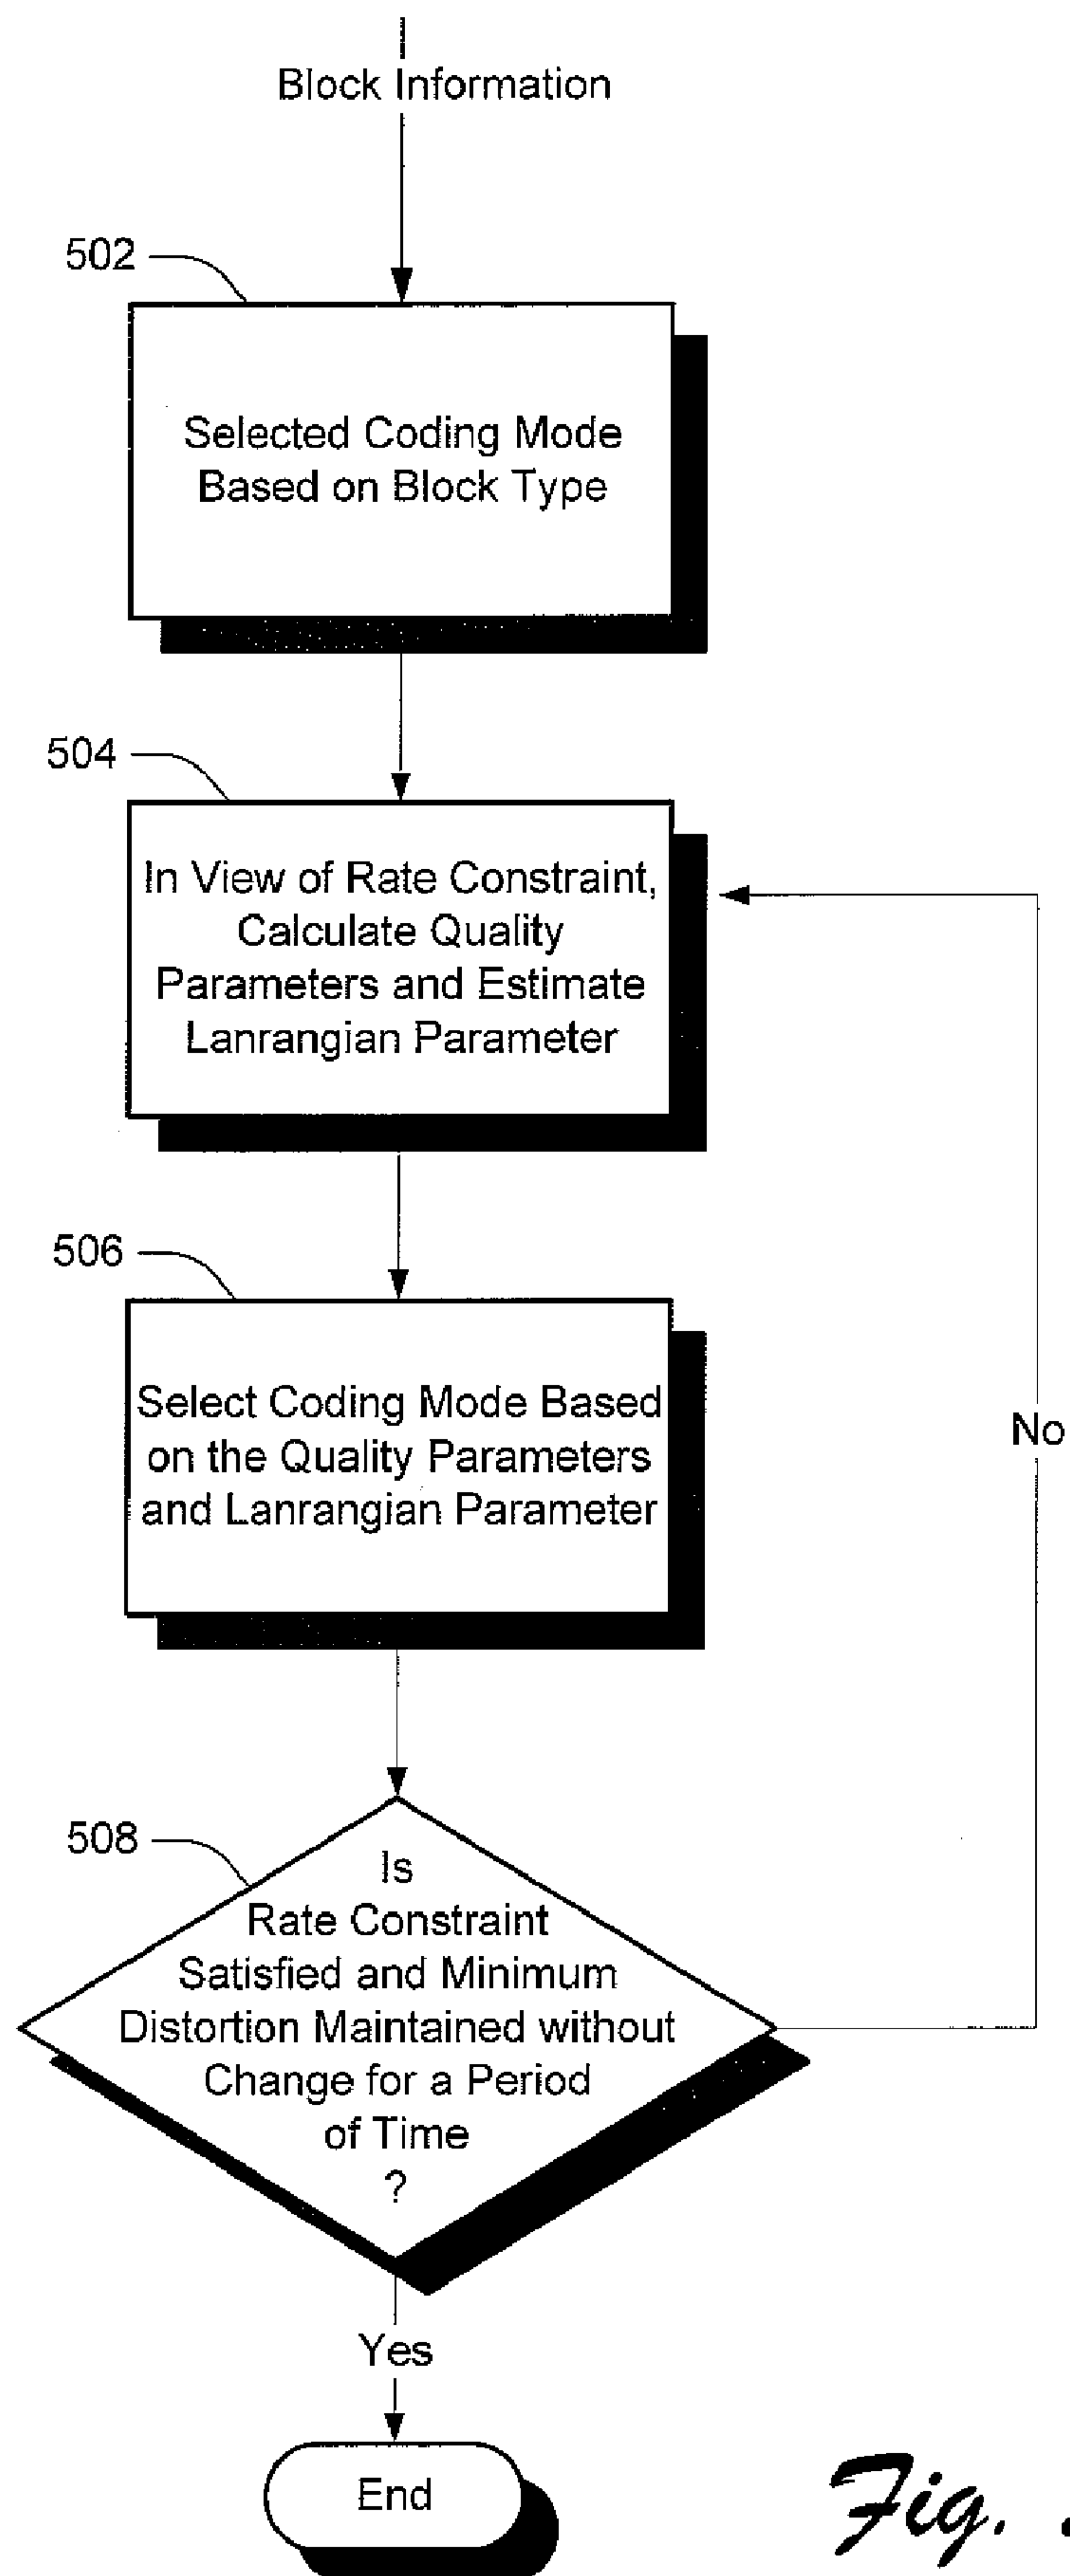 Block Information
502
Selected Coding Mode
Based on Block Type
504
In View of Rate Constraint,
Calculate Quality
Parameters and Estimate
Lanrangian Parameter
506
Select Coding Mode Based
on the Quality Parameters
and Lanrangian Parameter
No
508
Is
Rate Constraint
Satisfied and Minimum
Distortion Maintained without
Change for a Period
of Time
?
Yes
End
Fig.